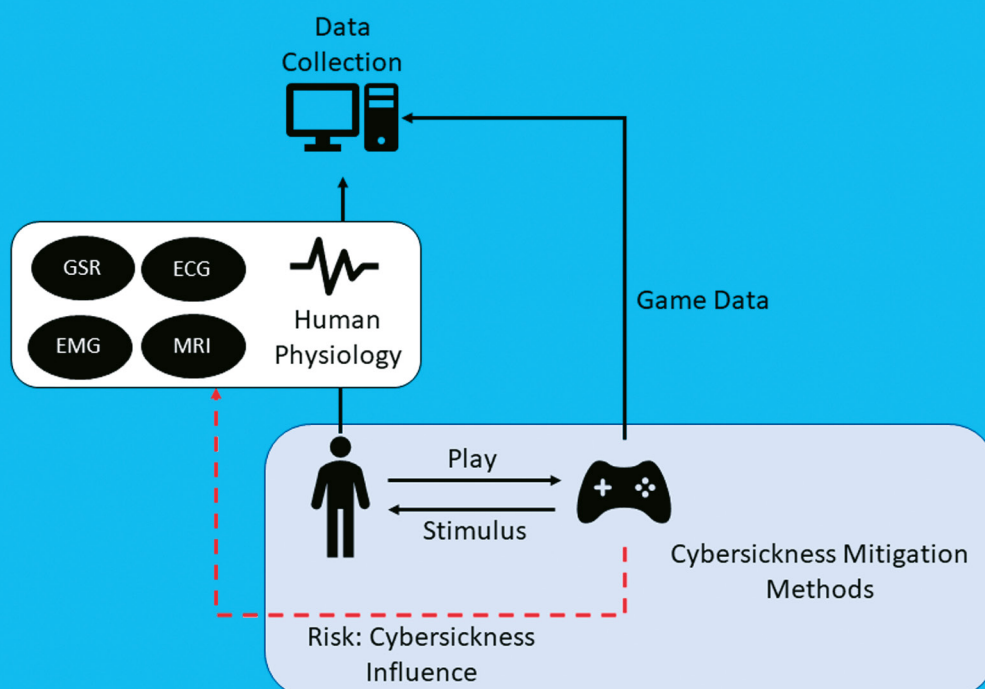 Data
Collection
GSR
ECG
EMG
MRI
Human
Physiology
Game Data
Play
Stimulus
Cybersickness Mitigation
Methods
Risk: Cybersickness
Influence